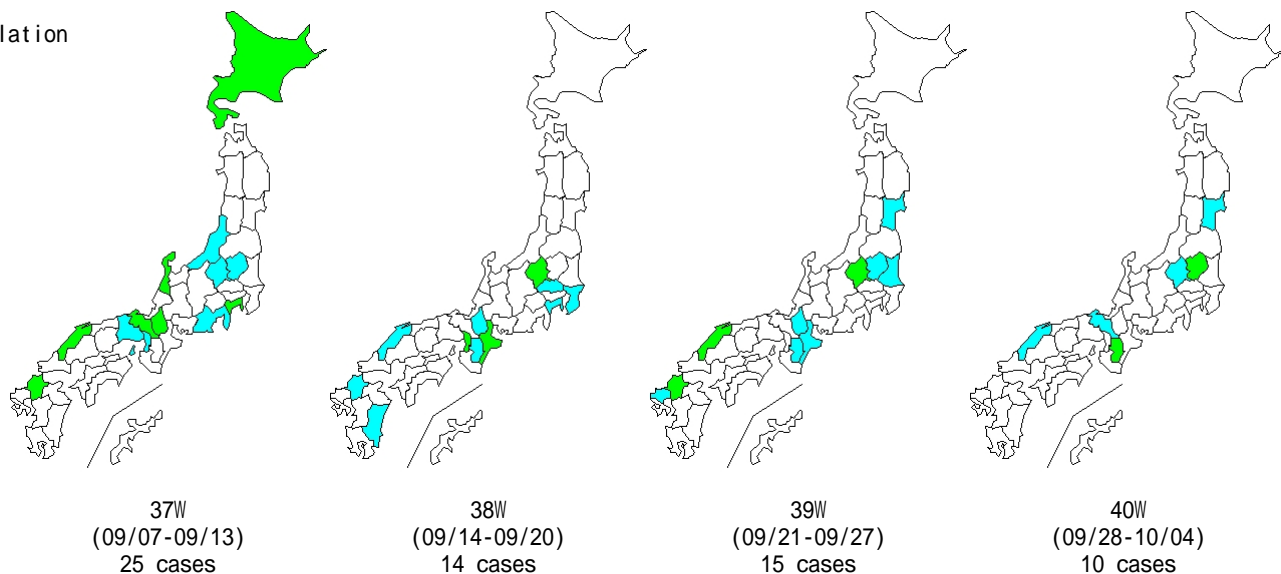 lation
37W
(09/07-09/13)
25 cases
38W
(09/14-09/20)
14 cases
39W
(09/21-09/27)
15 cases
40W
(09/28-10/04)
10 cases